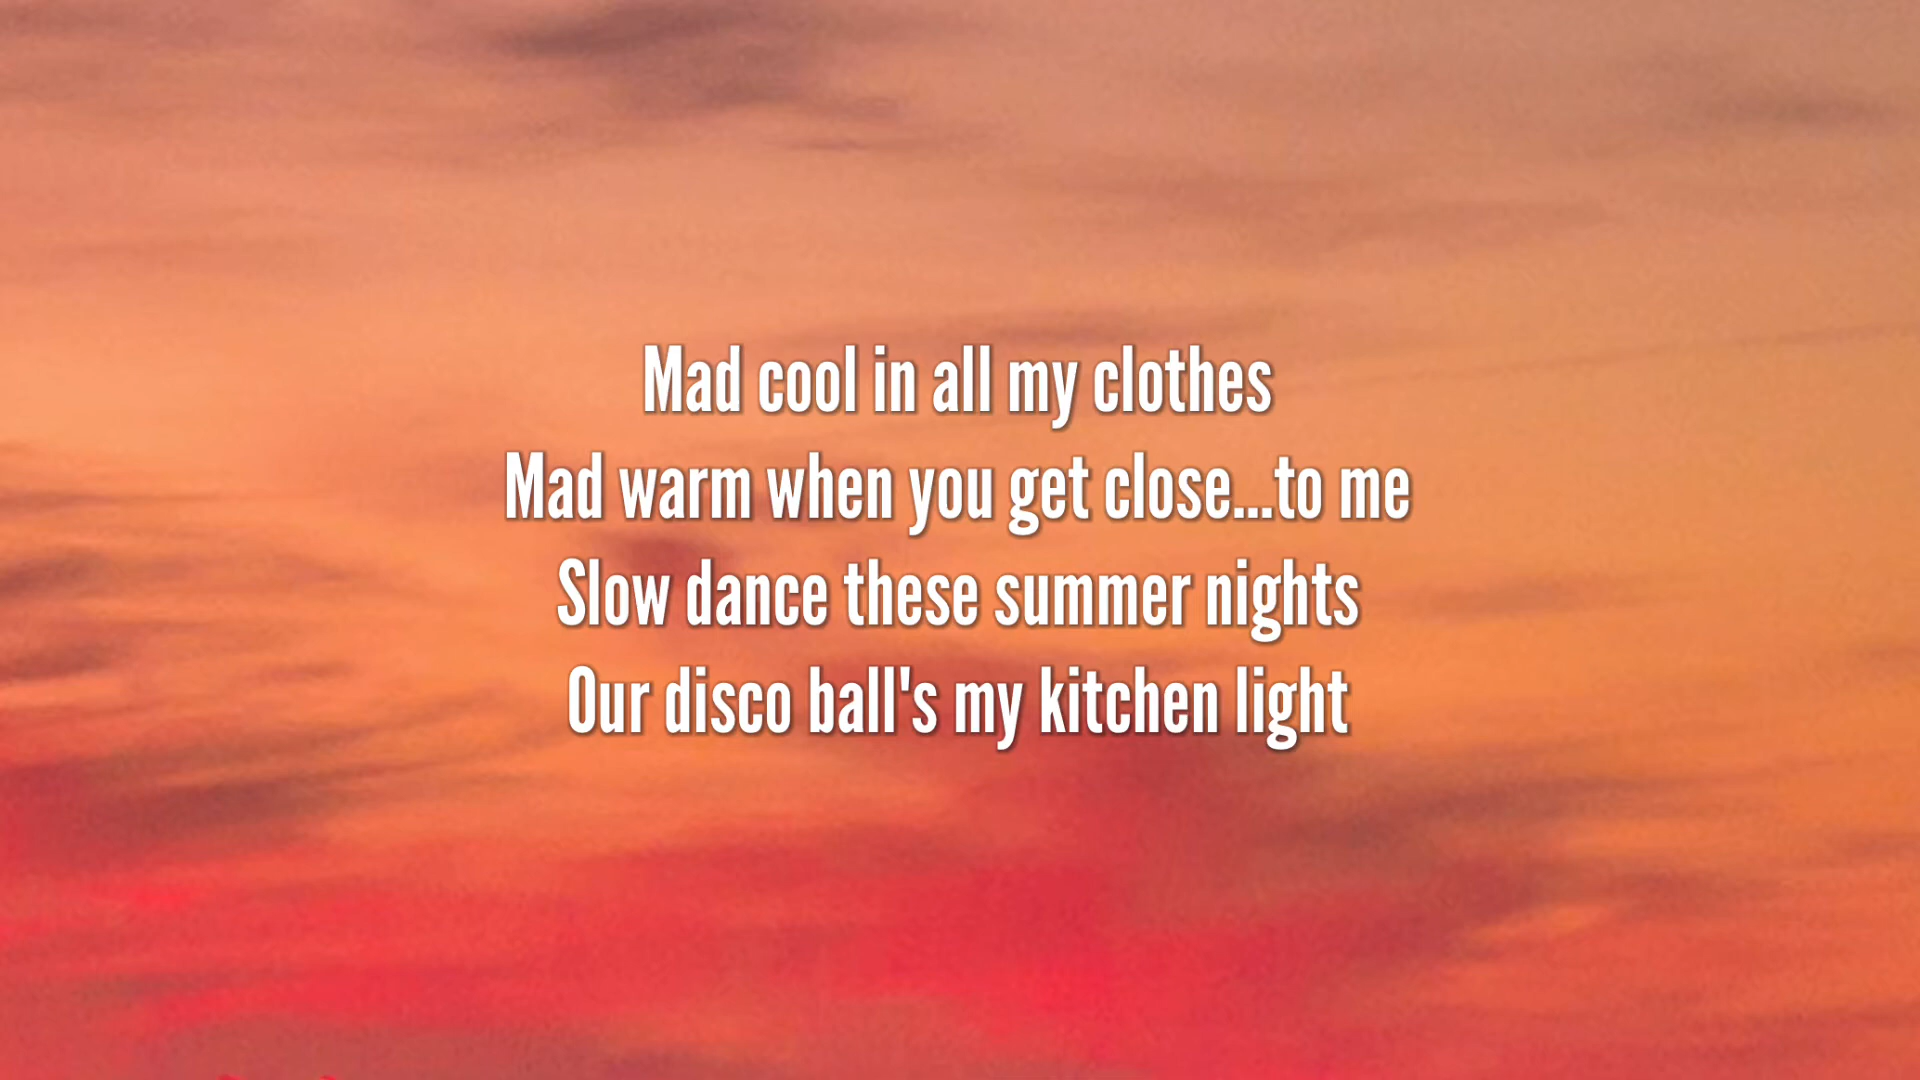 Mad cool in all my clothes
Mad warm when you get close...to me
Slow dance these summer nights
Our disco ball's my kitchen light